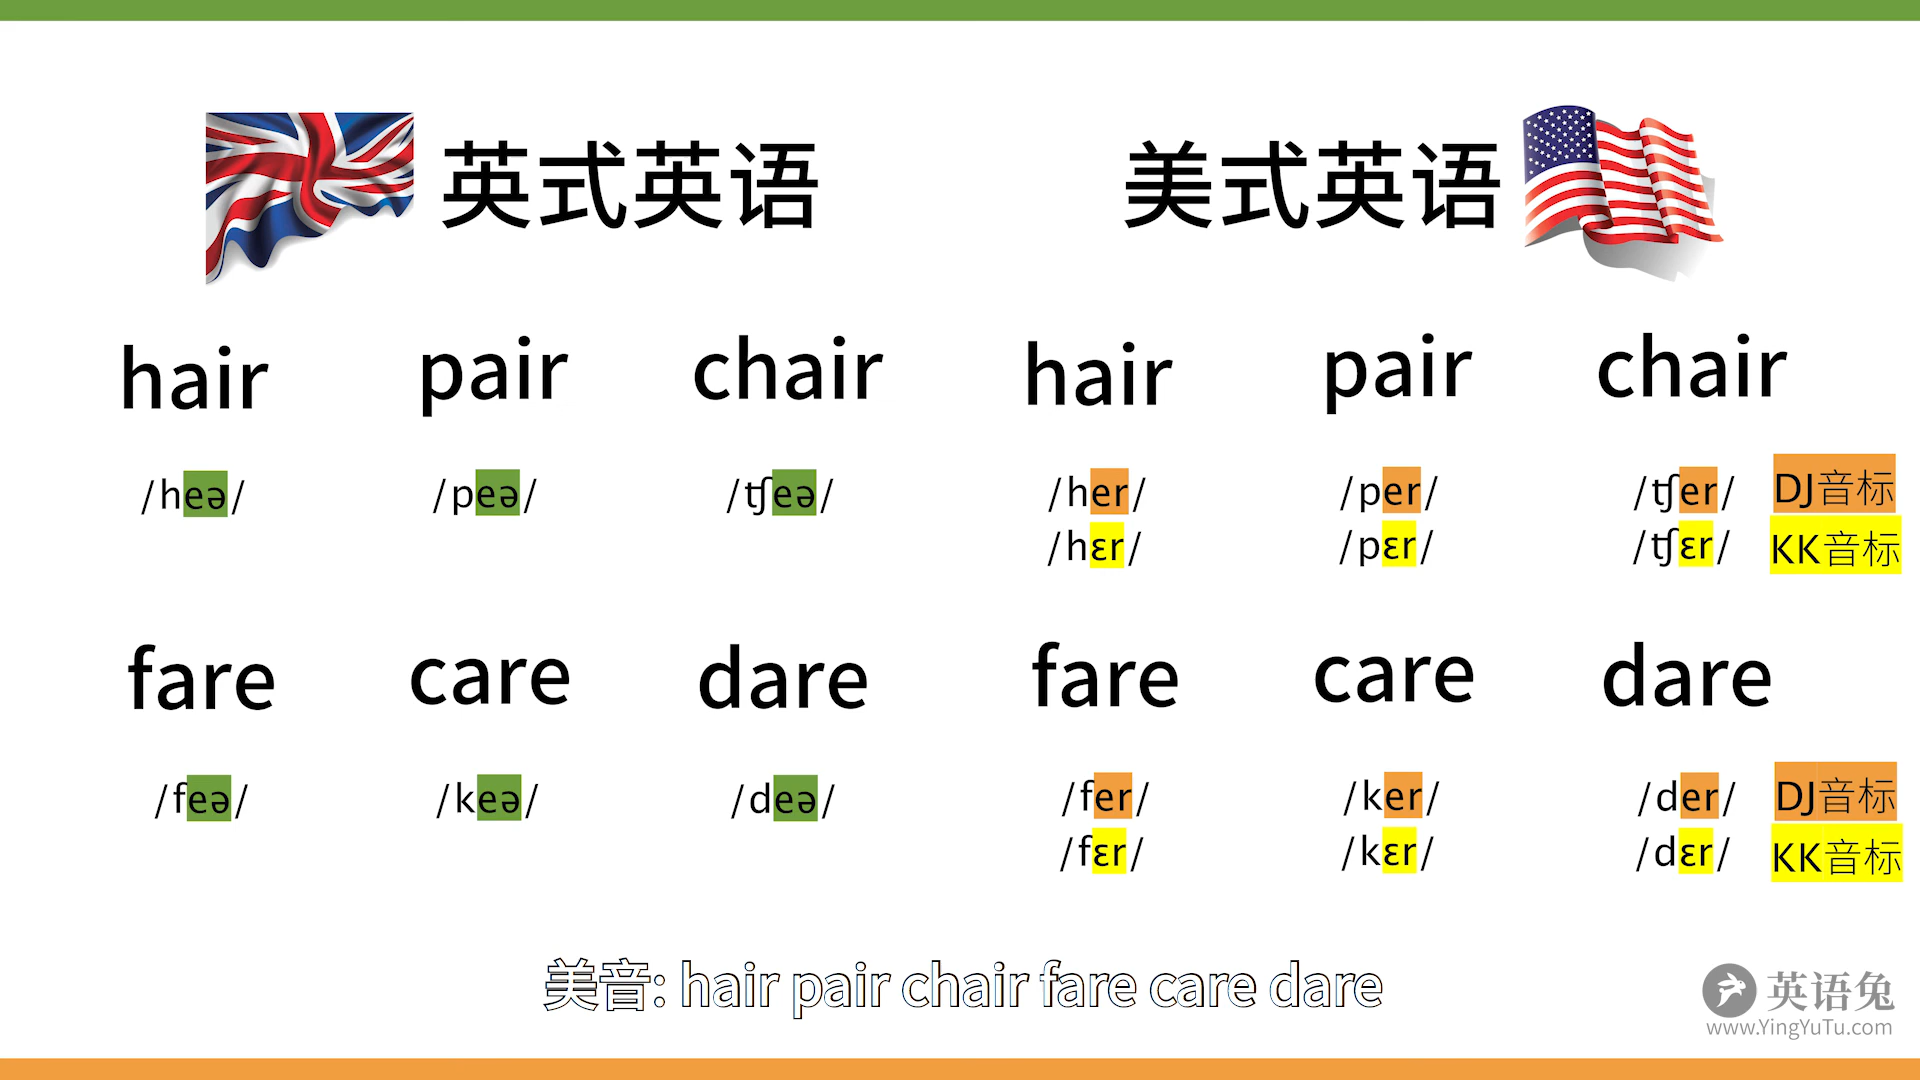 英式英语
美式英语
hair pair chair hair pair chair
/heə/ /peə/ /ʧeə/ /her/ /per/ /ʧer/ DJ音标
/hɛr/ /pɛr/ /ʧɛr/ KK音标
fare care dare fare care dare
/feə/ /keə/ /deə/ /fer/ /ker/ /der/ DJ音标
/fɛr/ /kɛr/ /dɛr/ KK音标
美音: hair pair chair fare care dare
英语兔
www.YingYuTu.com